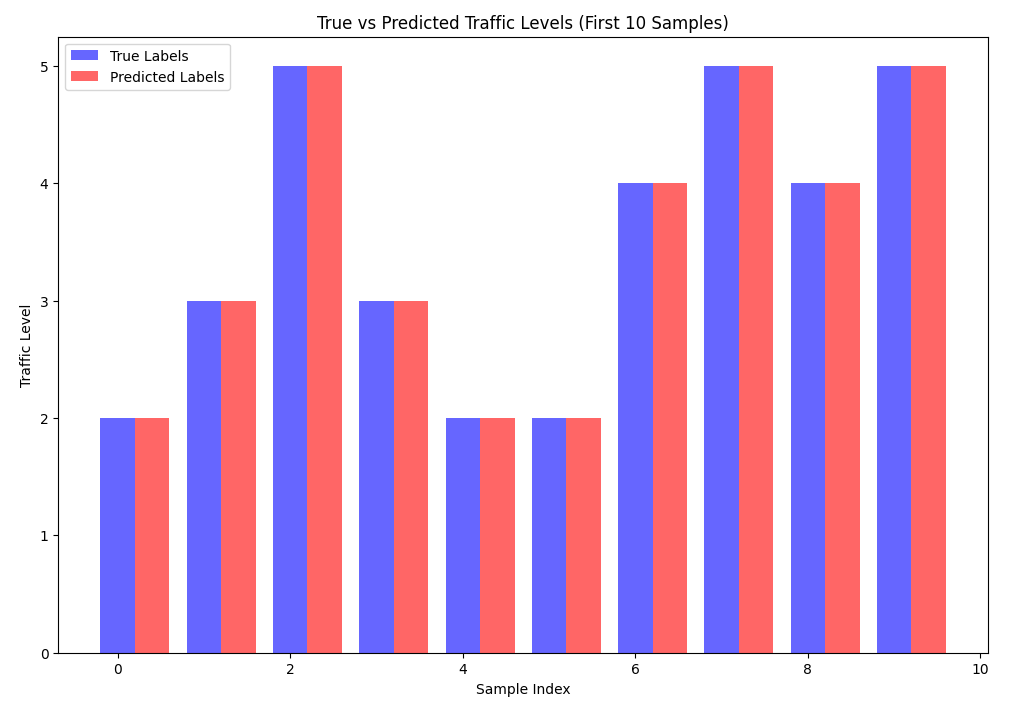 True vs Predicted Traffic Levels (First 10 Samples)
True Labels
Predicted Labels
Traffic Level
5
4
3
2
1
0
0 2 4 6 8 10
Sample Index